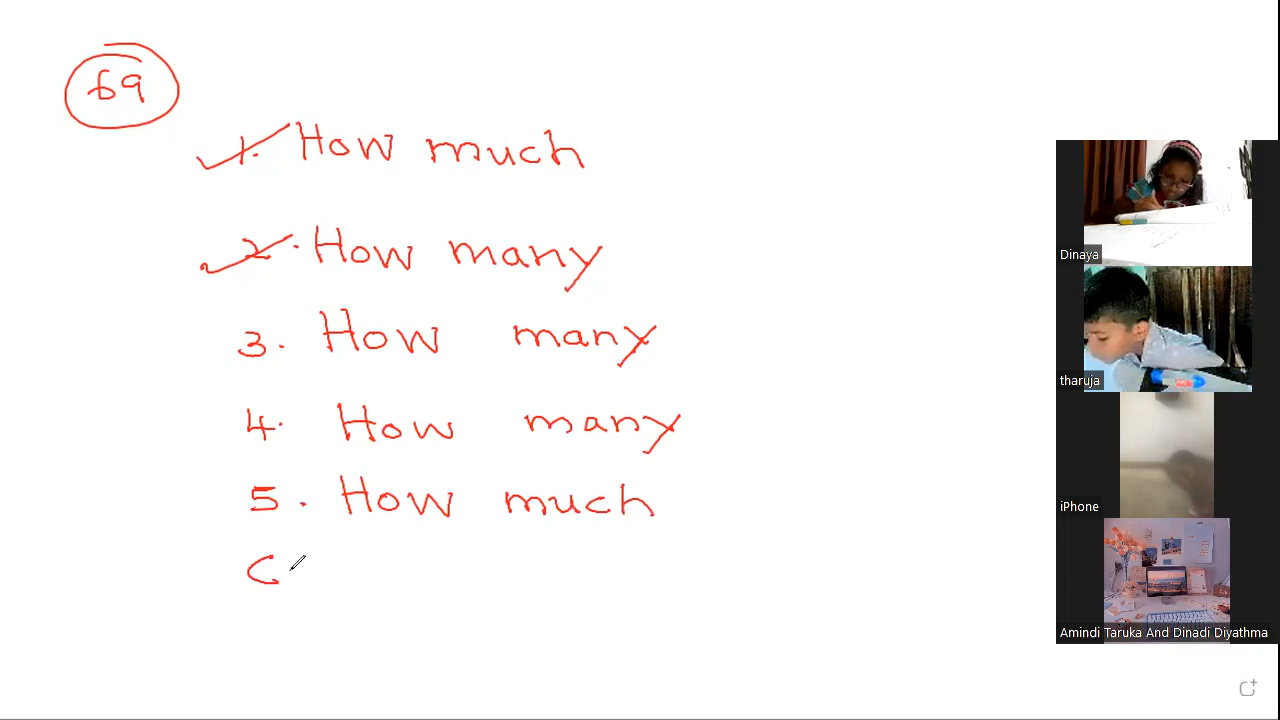 69
1. How much
2. How many
3. How many
4. How many
5. How much
Dinaya
tharuja
iPhone
Amindi Taruka And Dinadi Diyathma